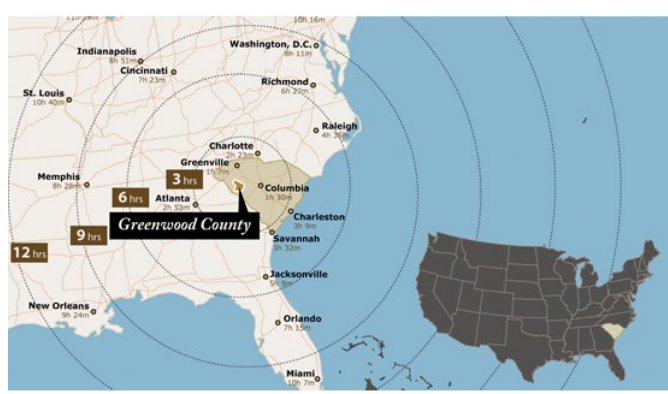 10h 16m
Washington, D.C.
8h 11m
Indianapolis
8h 51m
Cincinnati
7h 23m
Richmond
6h 27m
St. Louis
10h 40m
Raleigh
4h 36m
Charlotte
2h 23m
Greenville
1h 7m
3 hrs
Memphis
8h 28m
Columbia
1h 30m
6 hrs
Atlanta
2h 53m
Charleston
3h 9m
Greenwood County
9 hrs
Savannah
3h 32m
12 hrs
Jacksonville
5h 9m
New Orleans
9h 24m
Orlando
7h 15m
Miami
10h 7m